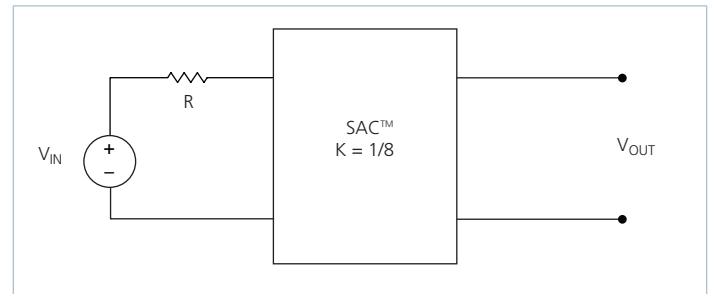 R
SAC™
K = 1/8
V_IN
+
−
V_OUT